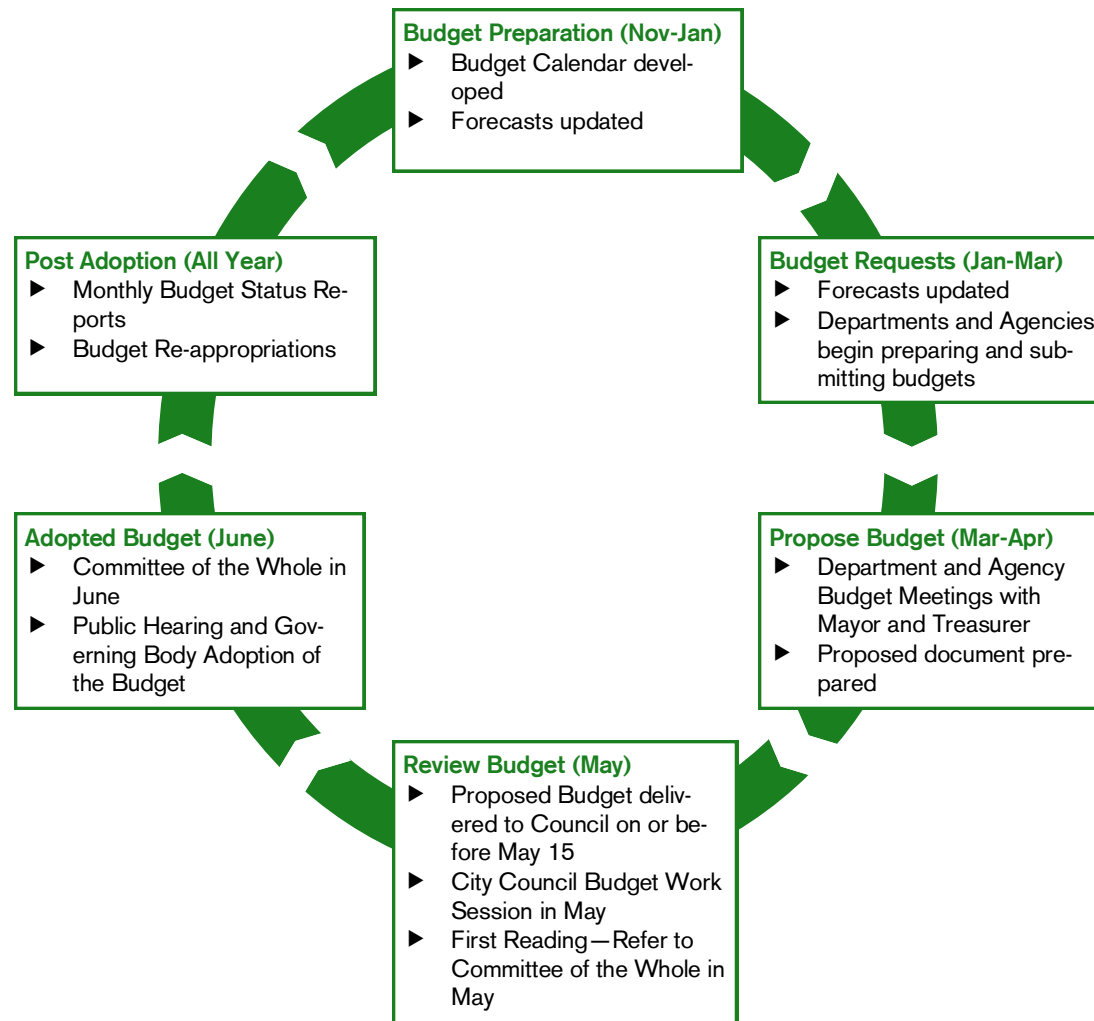 Budget Preparation (Nov-Jan)
► Budget Calendar devel-
oped
► Forecasts updated
Post Adoption (All Year)
► Monthly Budget Status Re-
ports
► Budget Re-appropriations
Budget Requests (Jan-Mar)
► Forecasts updated
► Departments and Agencies
begin preparing and sub-
mitting budgets
Adopted Budget (June)
► Committee of the Whole in
June
► Public Hearing and Gov-
erning Body Adoption of
the Budget
Propose Budget (Mar-Apr)
► Department and Agency
Budget Meetings with
Mayor and Treasurer
► Proposed document pre-
pared
Review Budget (May)
► Proposed Budget deliv-
ered to Council on or be-
fore May 15
► City Council Budget Work
Session in May
► First Reading—Refer to
Committee of the Whole in
May